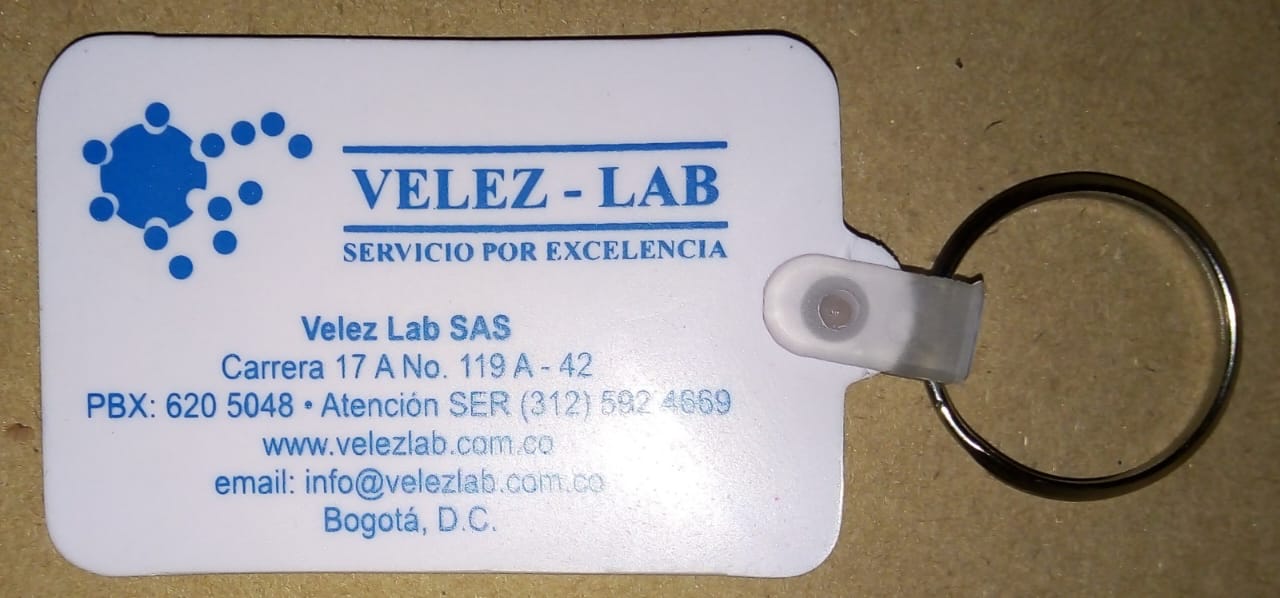 VELEZ - LAB
SERVICIO POR EXCELENCIA
Velez Lab SAS
Carrera 17 A No. 119 A - 42
PBX: 620 5048 • Atención SER (312) 592 4669
www.velezlab.com.co
email: info@velezlab.com.co
Bogotá, D.C.